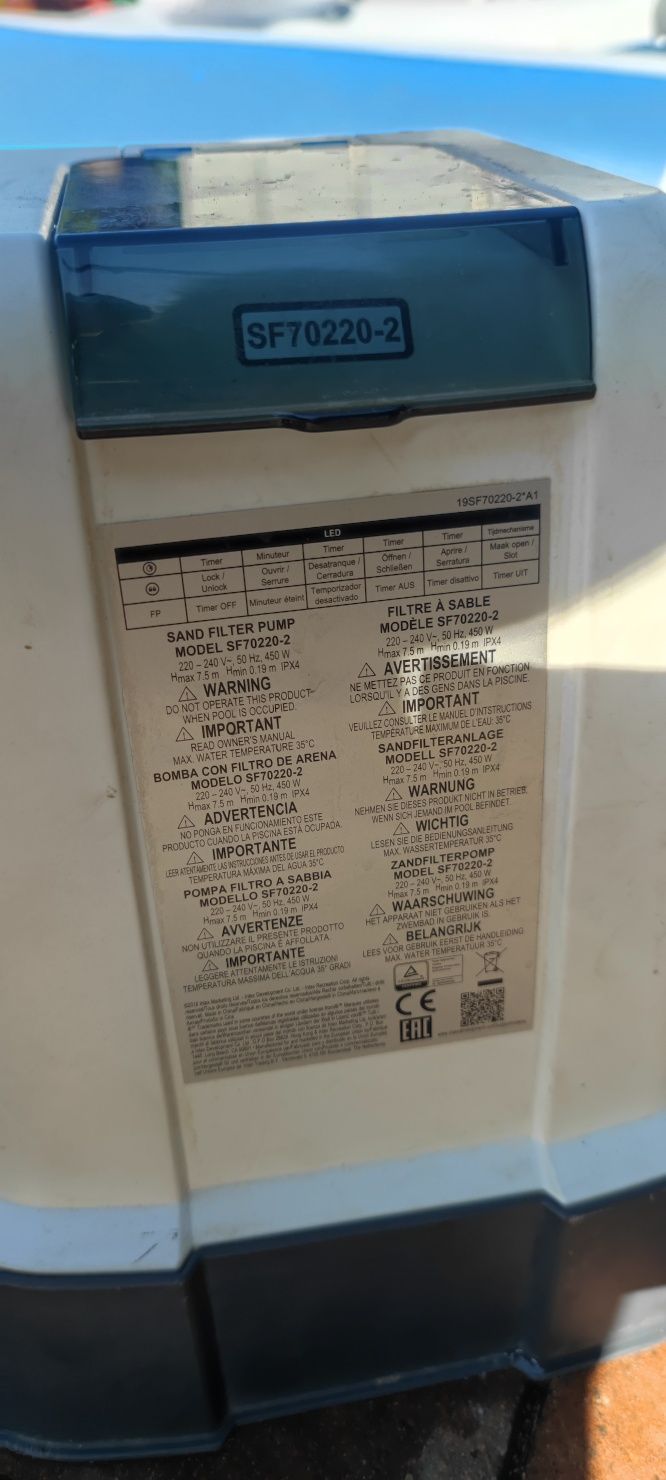 SF70220-2
19SF70220-2*A1
LED
Timer Minuteur Timer Timer Timer Tijdmechanisme
Lock / Unlock Ouvrir / Serrure Desatranque / Cerradura Öffnen / Schließen Aprire / Serratura Maak open / Slot
FP Timer OFF Minuteur éteint Temporizador desactivado Timer AUS Timer disattivo Timer UIT
SAND FILTER PUMP
MODEL SF70220-2
220 – 240 V~, 50 Hz, 450 W
Hmax 7.5 m Hmin 0.19 m IPX4
WARNING
DO NOT OPERATE THIS PRODUCT
WHEN POOL IS OCCUPIED.
IMPORTANT
READ OWNER'S MANUAL
MAX. WATER TEMPERATURE 35°C
BOMBA CON FILTRO DE ARENA
MODELO SF70220-2
220 – 240 V~, 50 Hz, 450 W
Hmax 7.5 m Hmin 0.19 m IPX4
ADVERTENCIA
NO PONGA EN FUNCIONAMIENTO ESTE
PRODUCTO CUANDO LA PISCINA ESTÁ OCUPADA.
IMPORTANTE
LEER ATENTAMENTE LAS INSTRUCCIONES ANTES DE USAR EL PRODUCTO
TEMPERATURA MÁXIMA DEL AGUA 35°C
POMPA FILTRO A SABBIA
MODELLO SF70220-2
220 – 240 V~, 50 Hz, 450 W
Hmax 7.5 m Hmin 0.19 m IPX4
AVVERTENZE
NON UTILIZZARE IL PRESENTE PRODOTTO
QUANDO LA PISCINA È AFFOLLATA.
IMPORTANTE
LEGGERE ATTENTAMENTE LE ISTRUZIONI
TEMPERATURA MASSIMA DELL'ACQUA 35° GRADI
FILTRE À SABLE
MODÈLE SF70220-2
220 – 240 V~, 50 Hz, 450 W
Hmax 7.5 m Hmin 0.19 m IPX4
AVERTISSEMENT
NE METTEZ PAS CE PRODUIT EN FONCTION
LORSQU'IL Y A DES GENS DANS LA PISCINE.
IMPORTANT
VEUILLEZ CONSULTER LE MANUEL D'INTSTRUCTIONS
TEMPÉRATURE MAXIMUM DE L'EAU: 35°C
SANDFILTERANLAGE
MODELL SF70220-2
220 – 240 V~, 50 Hz, 450 W
Hmax 7.5 m Hmin 0.19 m IPX4
WARNUNG
NEHMEN SIE DIESES PRODUKT NICHT IN BETRIEB,
WENN SICH JEMAND IM POOL BEFINDET.
WICHTIG
LESEN SIE DIE BEDIENUNGSANLEITUNG
MAX. WASSERTEMPERATUR 35°C
ZANDFILTERPOMP
MODEL SF70220-2
220 – 240 V~, 50 Hz, 450 W
Hmax 7.5 m Hmin 0.19 m IPX4
WAARSCHUWING
HET APPARAAT NIET GEBRUIKEN ALS HET
ZWEMBAD IN GEBRUIK IS.
BELANGRIJK
LEES VOOR GEBRUIK EERST DE HANDLEIDING
MAX. WATER TEMPERATUUR 35°C
CE
EAC